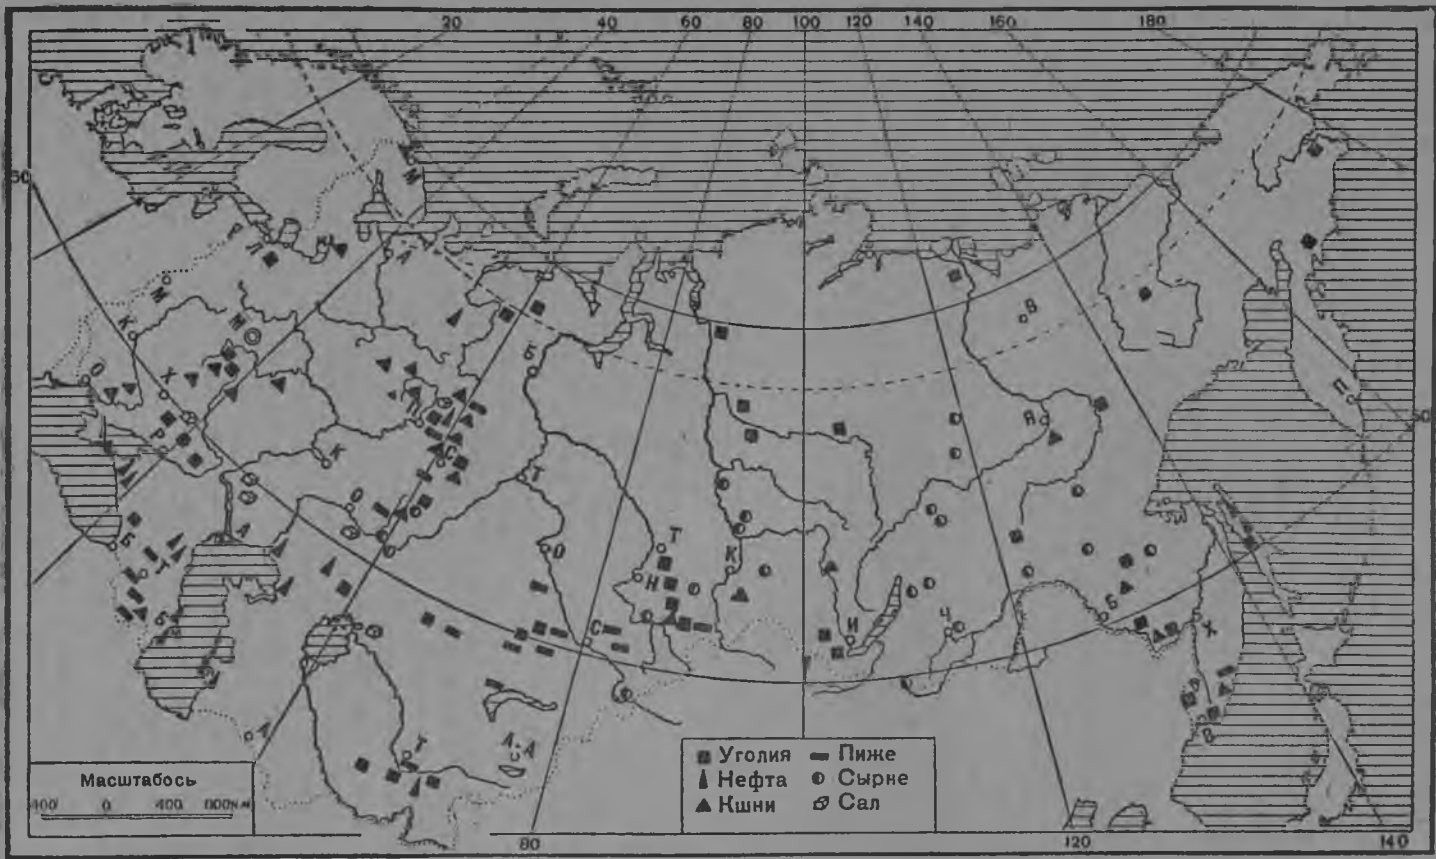 20 40 60 80 100 120 140 160 180
М
Р Л
А
М
К
М
О
Х
Р
Б
В
Я
П
50
С
К
Т
О
О
Т
Н
К
А
Б
Б
С
И
Ч
Б
Х
А
Т
А-А
В
Масштабось
400 0 400 800км
Уголия Пиже
Нефта Сырне
Кшни Сал
80 120 140